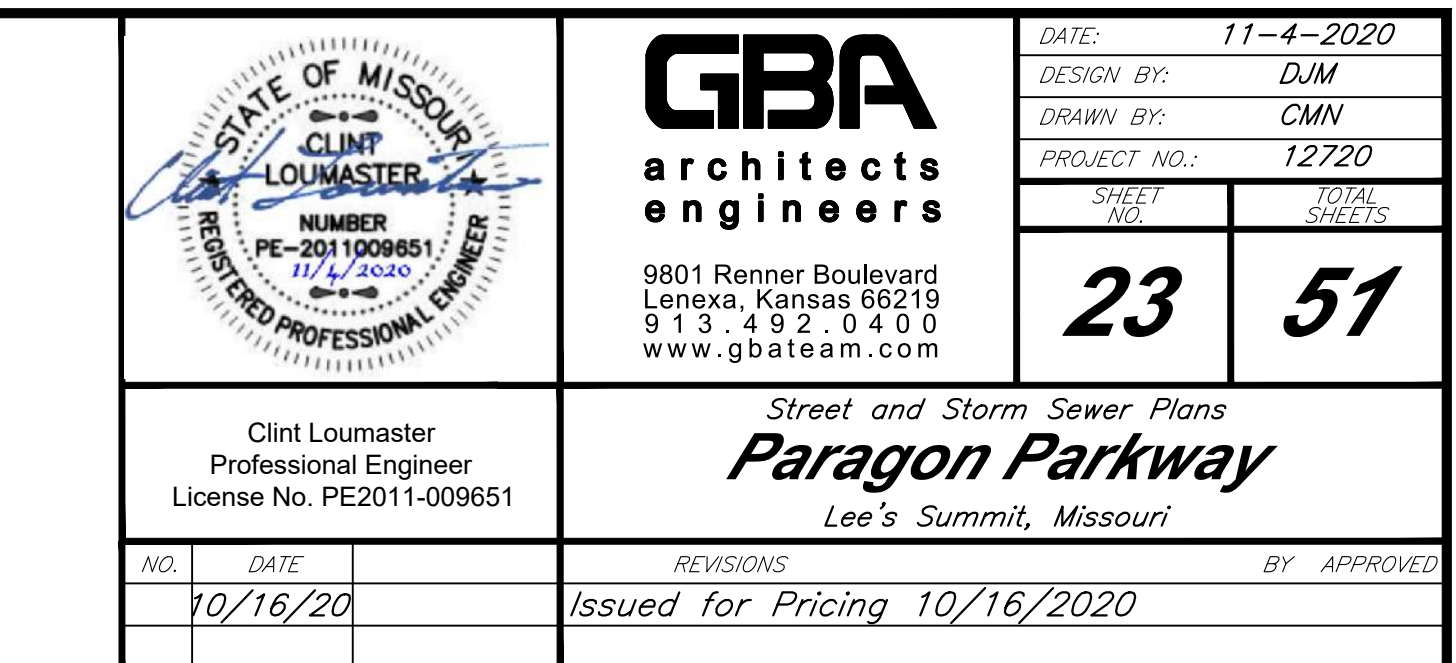 STATE OF MISSOURI
CLINT
LOUMASTER
NUMBER
PE-2011009651
11/4/2020
REGISTERED PROFESSIONAL ENGINEER
GBA
architects
engineers
9801 Renner Boulevard
Lenexa, Kansas 66219
913.492.0400
www.gbateam.com
DATE: 11-4-2020
DESIGN BY: DJM
DRAWN BY: CMN
PROJECT NO.: 12720
SHEET NO.
TOTAL SHEETS
23
51
Clint Loumaster
Professional Engineer
License No. PE2011-009651
Street and Storm Sewer Plans
Paragon Parkway
Lee's Summit, Missouri
NO. DATE REVISIONS BY APPROVED
10/16/20 Issued for Pricing 10/16/2020